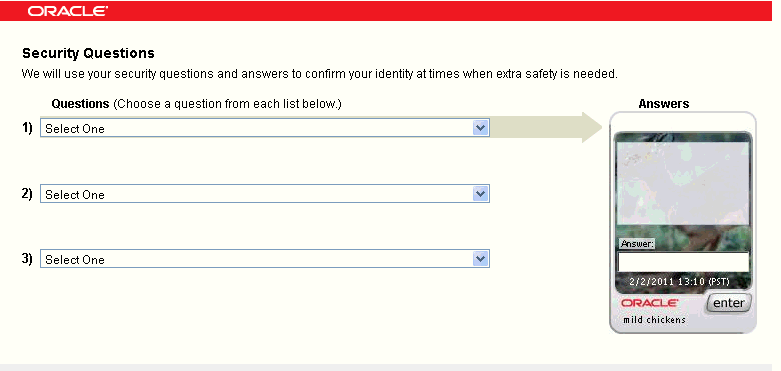 ORACLE
Security Questions
We will use your security questions and answers to confirm your identity at times when extra safety is needed.
Questions (Choose a question from each list below.)
Answers
1) Select One
2) Select One
3) Select One
Answer:
2/2/2011 13:10 (PST)
ORACLE
enter
mild chickens